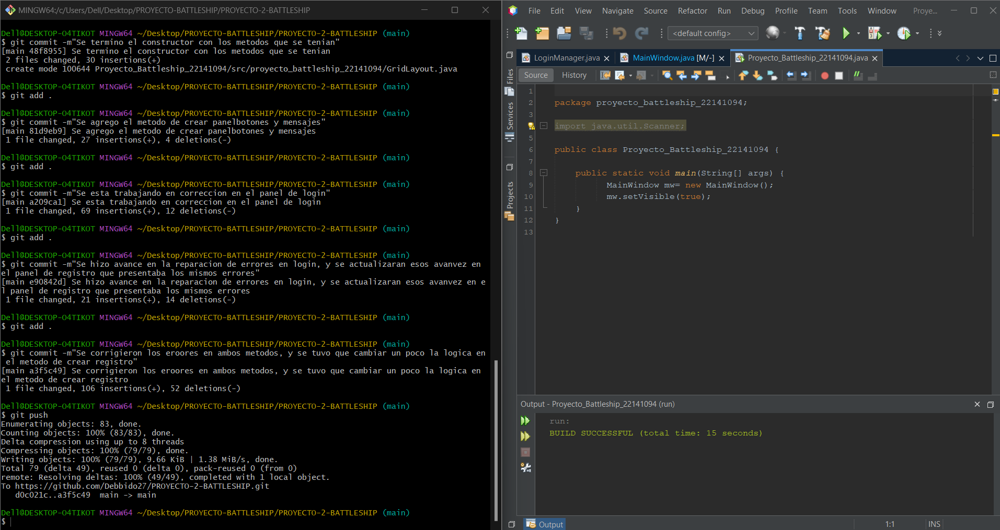 MINGW64:/c/Users/Dell/Desktop/PROYECTO-BATTLESHIP/PROYECTO-2-BATTLESHIP
Dell@DESKTOP-O4TIKOT MINGW64 ~/Desktop/PROYECTO-BATTLESHIP/PROYECTO-2-BATTLESHIP (main)
$ git commit -m"Se termino el constructor con los metodos que se tenian"
[main 48f8955] Se termino el constructor con los metodos que se tenian
 2 files changed, 30 insertions(+)
 create mode 100644 Proyecto_Battleship_22141094/src/proyecto_battleship_22141094/GridLayout.java
Dell@DESKTOP-O4TIKOT MINGW64 ~/Desktop/PROYECTO-BATTLESHIP/PROYECTO-2-BATTLESHIP (main)
$ git add .
Dell@DESKTOP-O4TIKOT MINGW64 ~/Desktop/PROYECTO-BATTLESHIP/PROYECTO-2-BATTLESHIP (main)
$ git commit -m"Se agrego el metodo de crear panelbotones y mensajes"
[main 81d9eb9] Se agrego el metodo de crear panelbotones y mensajes
 1 file changed, 27 insertions(+), 4 deletions(-)
Dell@DESKTOP-O4TIKOT MINGW64 ~/Desktop/PROYECTO-BATTLESHIP/PROYECTO-2-BATTLESHIP (main)
$ git add .
Dell@DESKTOP-O4TIKOT MINGW64 ~/Desktop/PROYECTO-BATTLESHIP/PROYECTO-2-BATTLESHIP (main)
$ git commit -m"Se esta trabajando en correccion en el panel de login"
[main a209ca1] Se esta trabajando en correccion en el panel de login
 1 file changed, 69 insertions(+), 12 deletions(-)
Dell@DESKTOP-O4TIKOT MINGW64 ~/Desktop/PROYECTO-BATTLESHIP/PROYECTO-2-BATTLESHIP (main)
$ git add .
Dell@DESKTOP-O4TIKOT MINGW64 ~/Desktop/PROYECTO-BATTLESHIP/PROYECTO-2-BATTLESHIP (main)
$ git commit -m"Se hizo avance en la reparacion de errores en login, y se actualizaran esos avanvez en
el panel de registro que presentaba los mismos errores"
[main e90842d] Se hizo avance en la reparacion de errores en login, y se actualizaran esos avanvez en e
l panel de registro que presentaba los mismos errores
 1 file changed, 21 insertions(+), 14 deletions(-)
Dell@DESKTOP-O4TIKOT MINGW64 ~/Desktop/PROYECTO-BATTLESHIP/PROYECTO-2-BATTLESHIP (main)
$ git add .
Dell@DESKTOP-O4TIKOT MINGW64 ~/Desktop/PROYECTO-BATTLESHIP/PROYECTO-2-BATTLESHIP (main)
$ git commit -m"Se corrigieron los eroores en ambos metodos, y se tuvo que cambiar un poco la logica en
 el metodo de crear registro"
[main a3f5c49] Se corrigieron los eroores en ambos metodos, y se tuvo que cambiar un poco la logica en
el metodo de crear registro
 1 file changed, 106 insertions(+), 52 deletions(-)
Dell@DESKTOP-O4TIKOT MINGW64 ~/Desktop/PROYECTO-BATTLESHIP/PROYECTO-2-BATTLESHIP (main)
$ git push
Enumerating objects: 83, done.
Counting objects: 100% (83/83), done.
Delta compression using up to 8 threads
Compressing objects: 100% (79/79), done.
Writing objects: 100% (79/79), 9.66 KiB | 1.38 MiB/s, done.
Total 79 (delta 49), reused 0 (delta 0), pack-reused 0 (from 0)
remote: Resolving deltas: 100% (49/49), completed with 1 local object.
To https://github.com/Debbido27/PROYECTO-2-BATTLESHIP.git
   d0c021c..a3f5c49  main -> main
Dell@DESKTOP-O4TIKOT MINGW64 ~/Desktop/PROYECTO-BATTLESHIP/PROYECTO-2-BATTLESHIP (main)
$
File Edit View Navigate Source Refactor Run Debug Profile Team Tools Window Proye...
<default config>
LoginManager.java MainWindow.java [M/-] Proyecto_Battleship_22141094.java
Source History
Files
Services
Projects
1
2 package proyecto_battleship_22141094;
3
import java.util.Scanner;
5
6 public class Proyecto_Battleship_22141094 {
7
8 public static void main(String[] args) {
9 MainWindow mw= new MainWindow();
10 mw.setVisible(true);
11 }
12 }
13
Output - Proyecto_Battleship_22141094 (run)
run:
BUILD SUCCESSFUL (total time: 15 seconds)
Output
1:1 INS